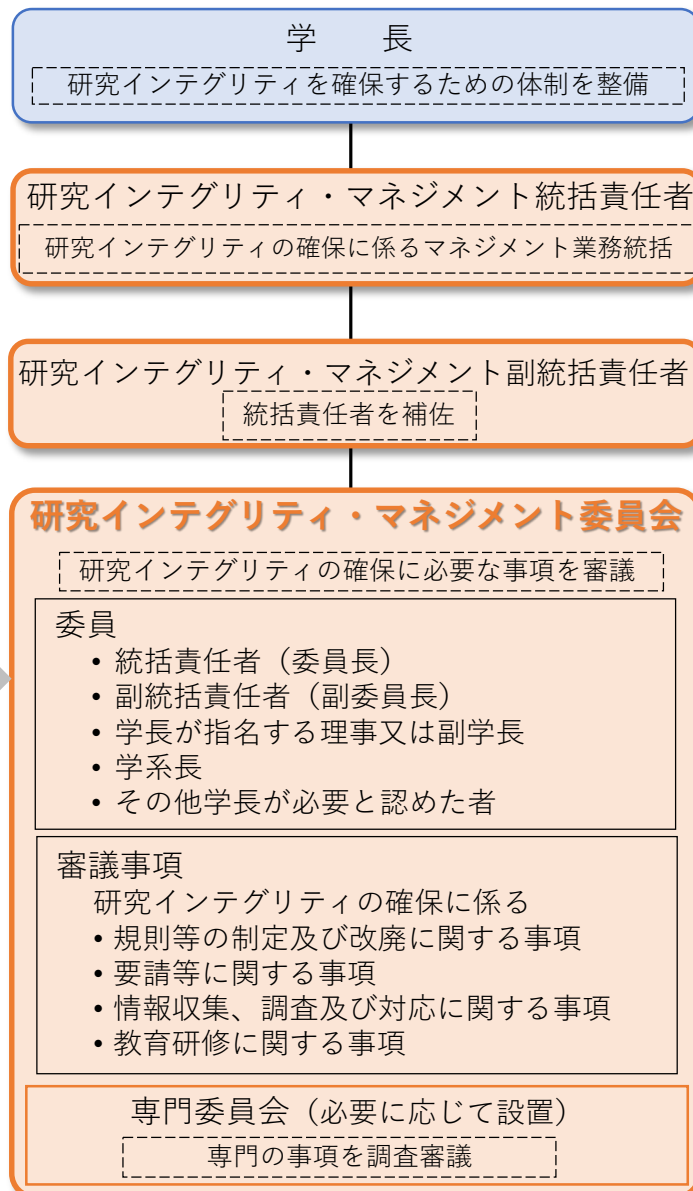 学　　長
研究インテグリティを確保するための体制を整備
研究インテグリティ・マネジメント統括責任者
研究インテグリティの確保に係るマネジメント業務統括
研究インテグリティ・マネジメント副統括責任者
統括責任者を補佐
研究インテグリティ・マネジメント委員会
研究インテグリティの確保に必要な事項を審議
委員
• 統括責任者（委員長）
• 副統括責任者（副委員長）
• 学長が指名する理事又は副学長
• 学系長
• その他学長が必要と認めた者
審議事項
研究インテグリティの確保に係る
• 規則等の制定及び改廃に関する事項
• 要請等に関する事項
• 情報収集、調査及び対応に関する事項
• 教育研修に関する事項
専門委員会（必要に応じて設置）
専門の事項を調査審議